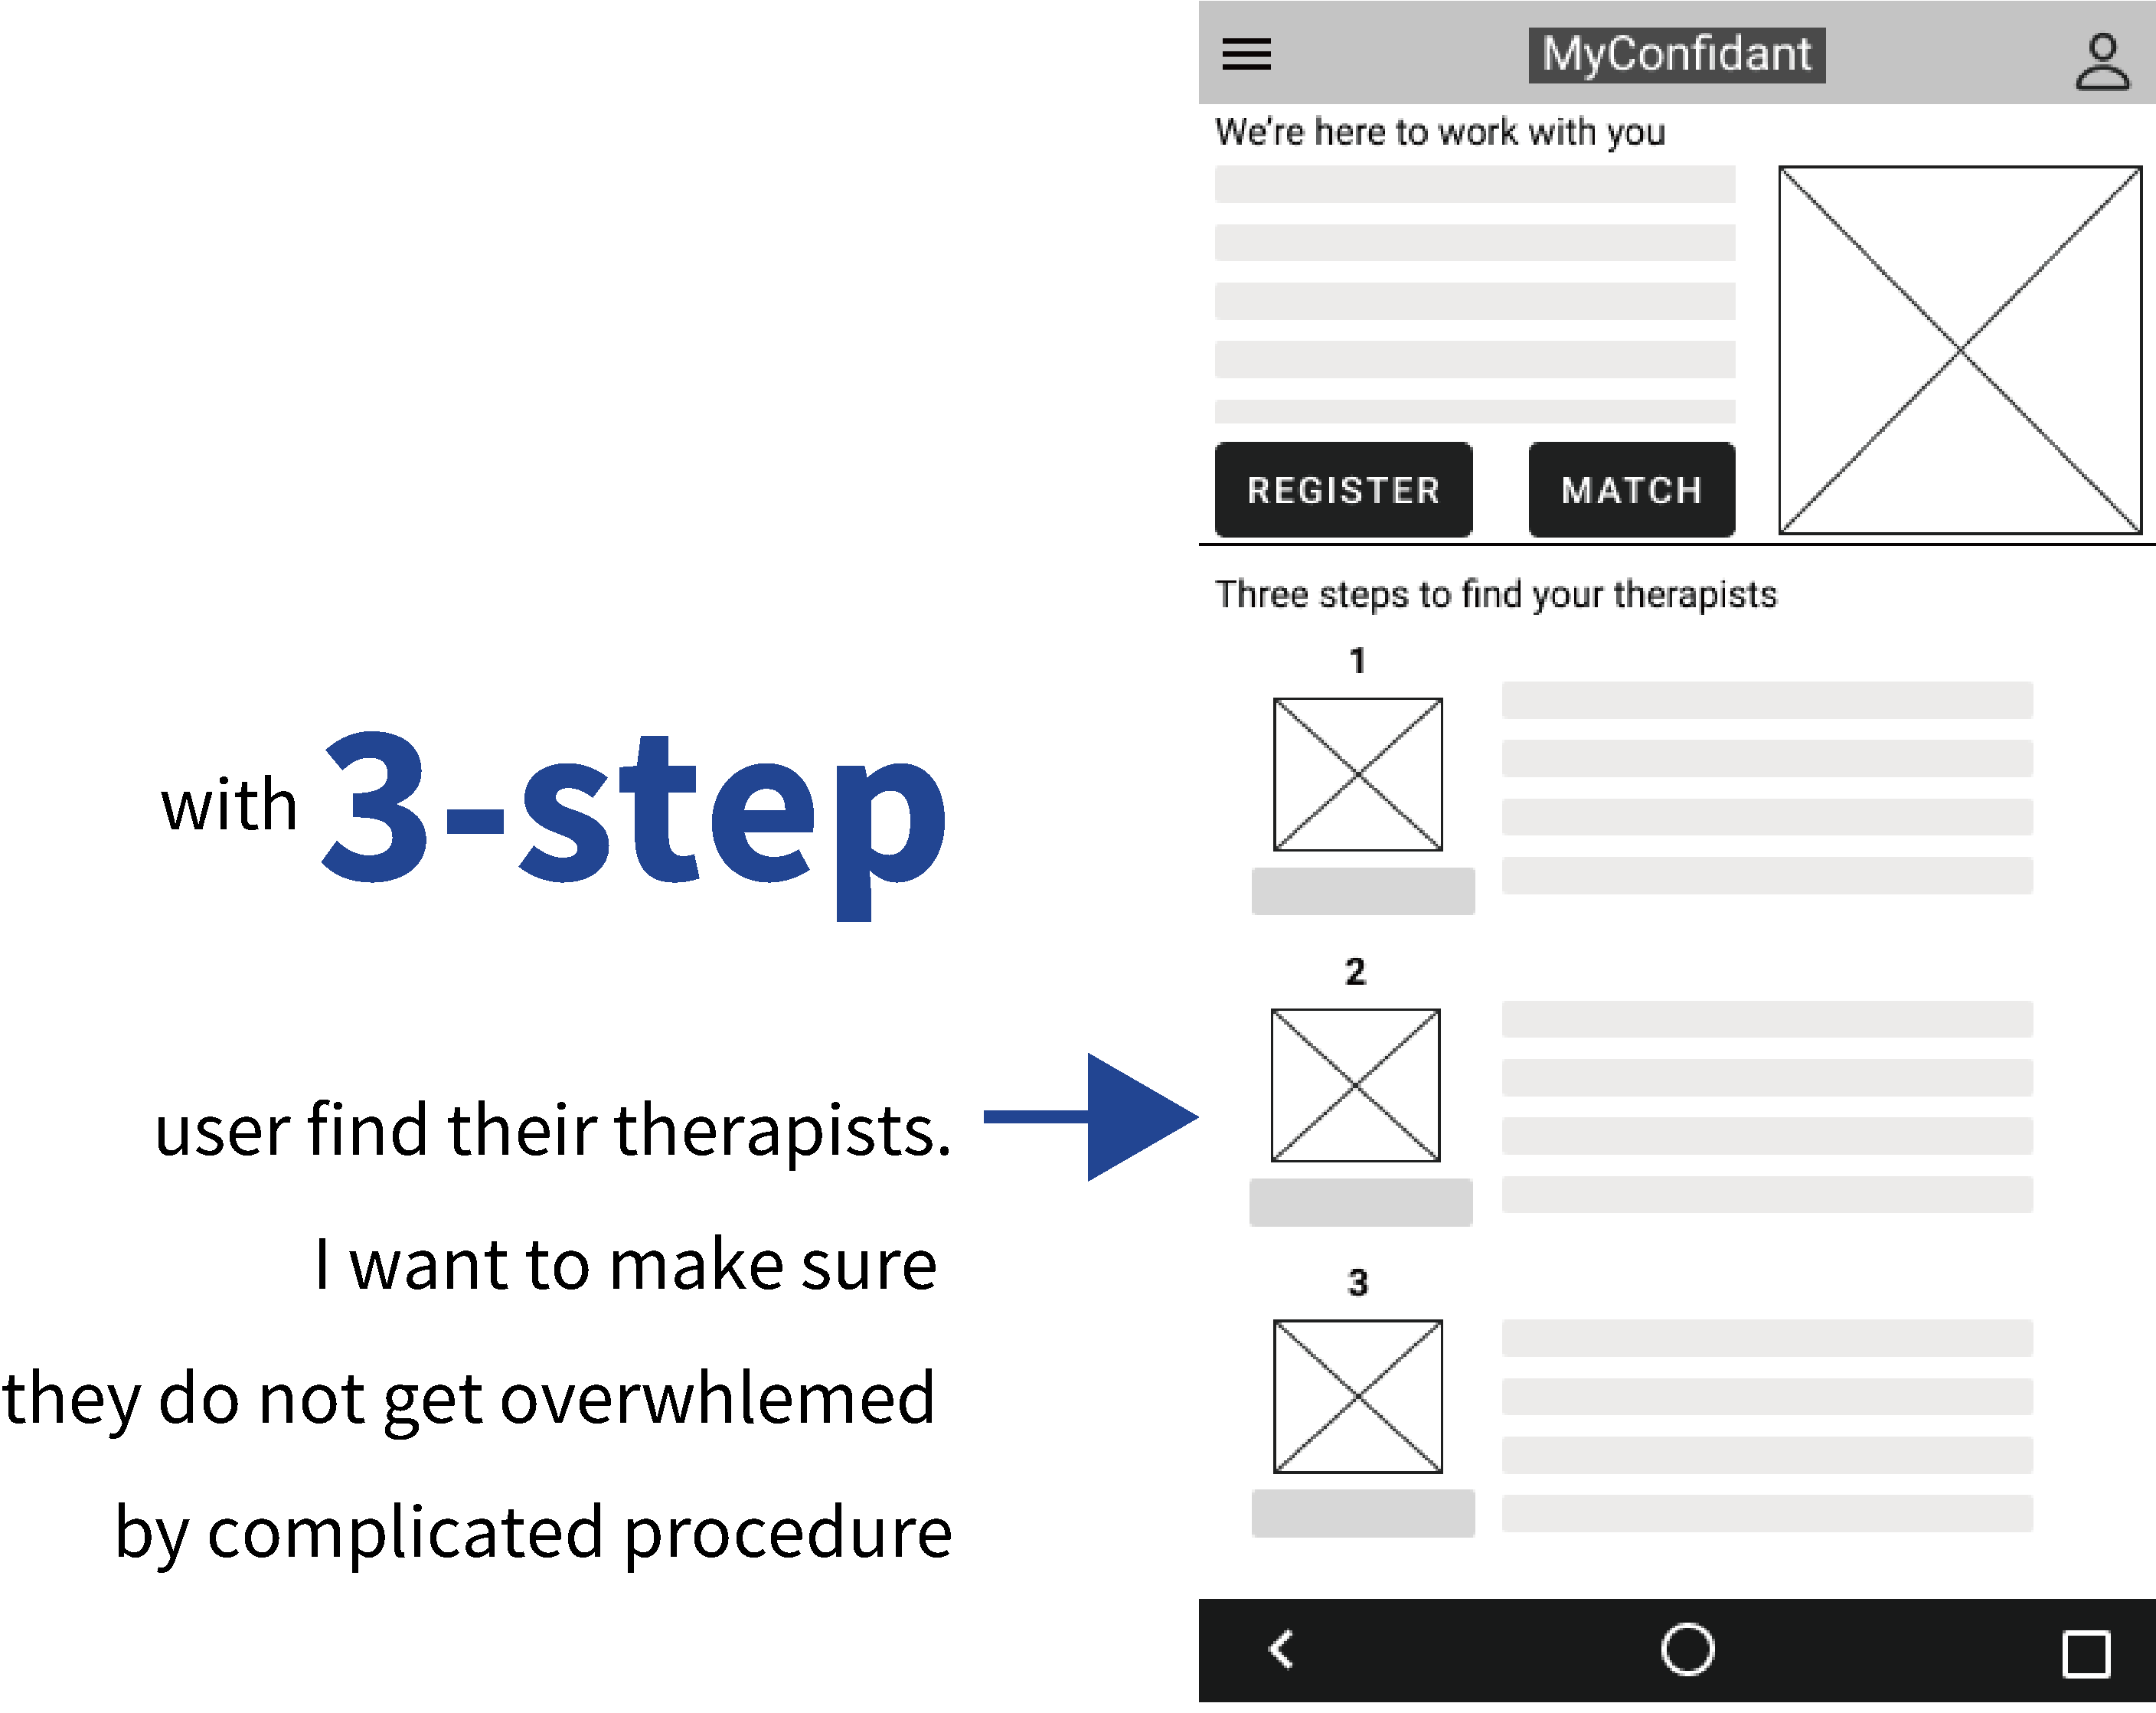 with 3-step
user find their therapists.
I want to make sure
they do not get overwhlemed
by complicated procedure
MyConfidant
We're here to work with you
REGISTER
MATCH
Three steps to find your therapists
1
2
3